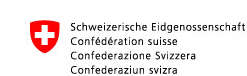 Schweizerische Eidgenossenschaft
Confédération suisse
Confederazione Svizzera
Confederaziun svizra